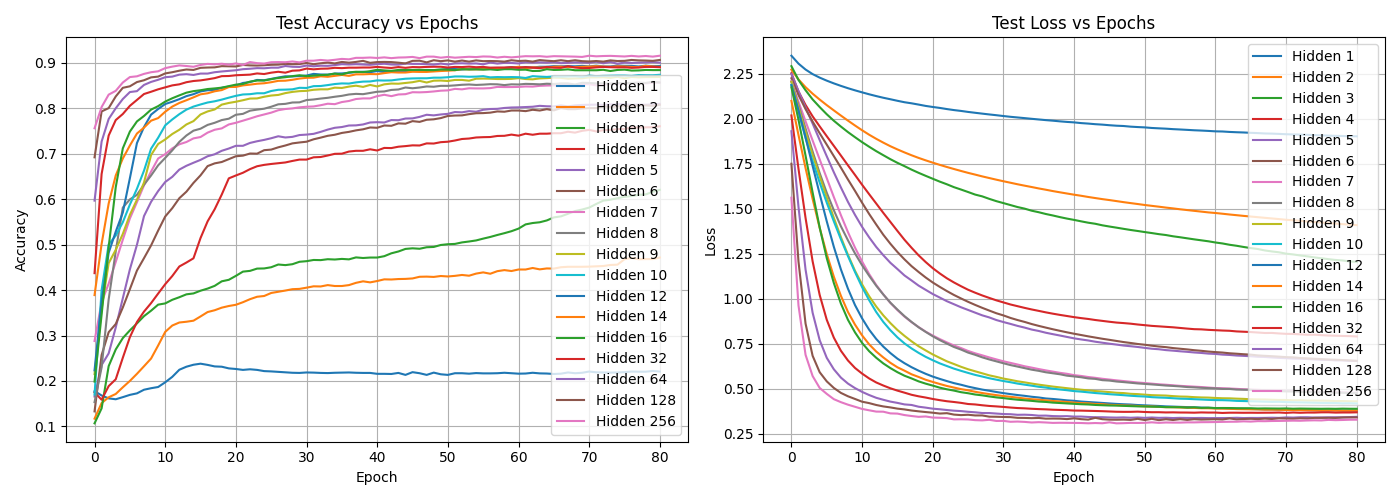 Test Accuracy vs Epochs
Accuracy
0.9
0.8
0.7
0.6
0.5
0.4
0.3
0.2
0.1
0 10 20 30 40 50 60 70 80
Epoch
Hidden 1
Hidden 2
Hidden 3
Hidden 4
Hidden 5
Hidden 6
Hidden 7
Hidden 8
Hidden 9
Hidden 10
Hidden 12
Hidden 14
Hidden 16
Hidden 32
Hidden 64
Hidden 128
Hidden 256
Test Loss vs Epochs
Loss
2.25
2.00
1.75
1.50
1.25
1.00
0.75
0.50
0.25
0 10 20 30 40 50 60 70 80
Epoch
Hidden 1
Hidden 2
Hidden 3
Hidden 4
Hidden 5
Hidden 6
Hidden 7
Hidden 8
Hidden 9
Hidden 10
Hidden 12
Hidden 14
Hidden 16
Hidden 32
Hidden 64
Hidden 128
Hidden 256